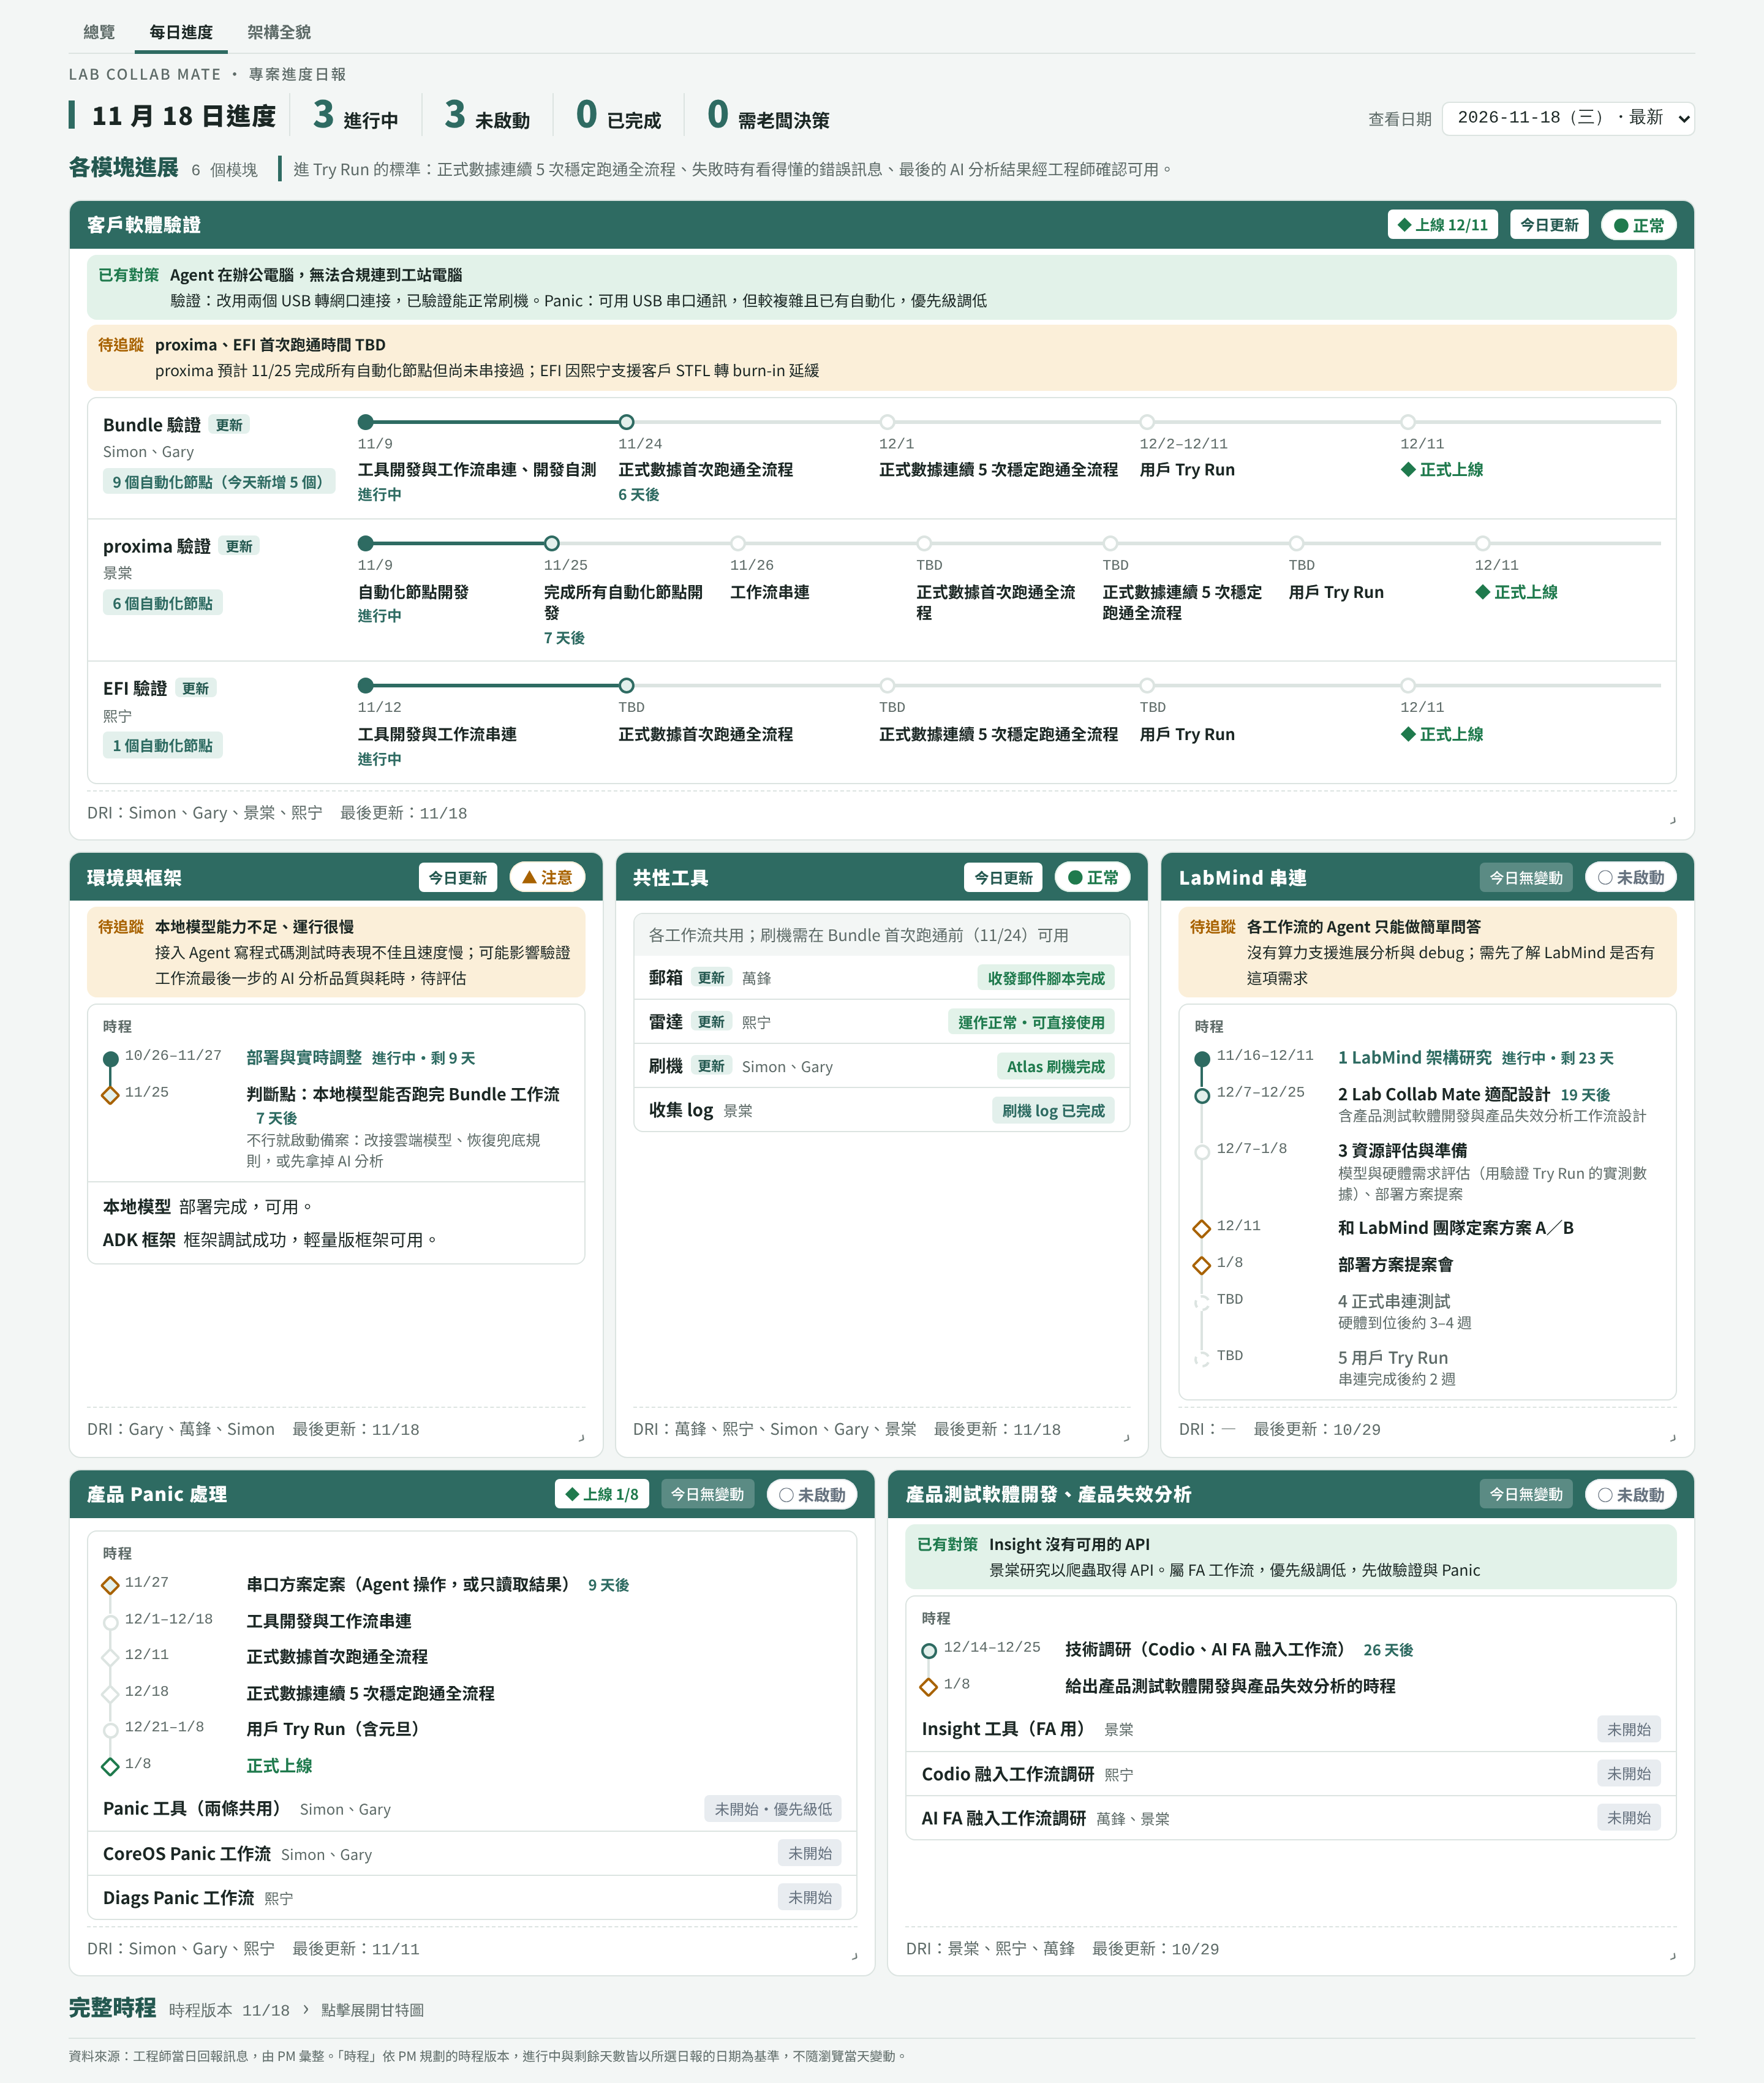 總覽 每日進度 架構全貌
LAB COLLAB MATE · 專案進度日報
11 月 18 日進度 3 進行中 3 未啟動 0 已完成 0 需老闆決策 查看日期 2026-11-18（三）· 最新
各模塊進展 6 個模塊 進 Try Run 的標準：正式數據連續 5 次穩定跑通全流程、失敗時有看得懂的錯誤訊息、最後的 AI 分析結果經工程師確認可用。
客戶軟體驗證 ◆ 上線 12/11 今日更新 ● 正常
已有對策 Agent 在辦公電腦，無法合規連到工站電腦
驗證：改用兩個 USB 轉網口連接，已驗證能正常刷機。Panic：可用 USB 串口通訊，但較複雜且已有自動化，優先級調低
待追蹤 proxima、EFI 首次跑通時間 TBD
proxima 預計 11/25 完成所有自動化節點但尚未串接過；EFI 因熙宁支援客戶 STFL 轉 burn-in 延緩
Bundle 驗證 更新
Simon、Gary
9 個自動化節點（今天新增 5 個）
11/9 11/24 12/1 12/2–12/11 12/11
工具開發與工作流串連、開發自測 正式數據首次跑通全流程 正式數據連續 5 次穩定跑通全流程 用戶 Try Run ◆ 正式上線
進行中 6 天後
proxima 驗證 更新
景棠
6 個自動化節點
11/9 11/25 11/26 TBD TBD TBD 12/11
自動化節點開發 完成所有自動化節點開發 工作流串連 正式數據首次跑通全流程 正式數據連續 5 次穩定跑通全流程 用戶 Try Run ◆ 正式上線
進行中 7 天後
EFI 驗證 更新
熙宁
1 個自動化節點
11/12 TBD TBD TBD 12/11
工具開發與工作流串連 正式數據首次跑通全流程 正式數據連續 5 次穩定跑通全流程 用戶 Try Run ◆ 正式上線
進行中
DRI：Simon、Gary、景棠、熙宁 最後更新：11/18
環境與框架 今日更新 ▲ 注意
待追蹤 本地模型能力不足、運行很慢
接入 Agent 寫程式碼測試時表現不佳且速度慢；可能影響驗證
工作流最後一步的 AI 分析品質與耗時，待評估
時程
10/26–11/27 部署與實時調整 進行中・剩 9 天
11/25 判斷點：本地模型能否跑完 Bundle 工作流
7 天後
不行就啟動備案：改接雲端模型、恢復兜底規
則，或先拿掉 AI 分析
本地模型 部署完成，可用。
ADK 框架 框架調試成功，輕量版框架可用。
DRI：Gary、萬鋒、Simon 最後更新：11/18
共性工具 今日更新 ● 正常
各工作流共用；刷機需在 Bundle 首次跑通前（11/24）可用
郵箱 更新 萬鋒 收發郵件腳本完成
雷達 更新 熙宁 運作正常・可直接使用
刷機 更新 Simon、Gary Atlas 刷機完成
收集 log 景棠 刷機 log 已完成
DRI：萬鋒、熙宁、Simon、Gary、景棠 最後更新：11/18
LabMind 串連 今日無變動 ○ 未啟動
待追蹤 各工作流的 Agent 只能做簡單問答
沒有算力支援進展分析與 debug；需先了解 LabMind 是否有
這項需求
時程
11/16–12/11 1 LabMind 架構研究 進行中・剩 23 天
12/7–12/25 2 Lab Collab Mate 適配設計 19 天後
含產品測試軟體開發與產品失效分析工作流設計
12/7–1/8 3 資源評估與準備
模型與硬體需求評估（用驗證 Try Run 的實測數
據）、部署方案提案
12/11 和 LabMind 團隊定案方案 A／B
1/8 部署方案提案會
TBD 4 正式串連測試
硬體到位後約 3–4 週
TBD 5 用戶 Try Run
串連完成後約 2 週
DRI：— 最後更新：10/29
產品 Panic 處理 ◆ 上線 1/8 今日無變動 ○ 未啟動
時程
11/27 串口方案定案（Agent 操作，或只讀取結果） 9 天後
12/1–12/18 工具開發與工作流串連
12/11 正式數據首次跑通全流程
12/18 正式數據連續 5 次穩定跑通全流程
12/21–1/8 用戶 Try Run（含元旦）
1/8 正式上線
Panic 工具（兩條共用） Simon、Gary 未開始・優先級低
CoreOS Panic 工作流 Simon、Gary 未開始
Diags Panic 工作流 熙宁 未開始
DRI：Simon、Gary、熙宁 最後更新：11/11
產品測試軟體開發、產品失效分析 今日無變動 ○ 未啟動
已有對策 Insight 沒有可用的 API
景棠研究以爬蟲取得 API。屬 FA 工作流，優先級調低，先做驗證與 Panic
時程
12/14–12/25 技術調研（Codio、AI FA 融入工作流） 26 天後
1/8 給出產品測試軟體開發與產品失效分析的時程
Insight 工具（FA 用） 景棠 未開始
Codio 融入工作流調研 熙宁 未開始
AI FA 融入工作流調研 萬鋒、景棠 未開始
DRI：景棠、熙宁、萬鋒 最後更新：10/29
完整時程 時程版本 11/18 › 點擊展開甘特圖
資料來源：工程師當日回報訊息，由 PM 彙整。「時程」依 PM 規劃的時程版本，進行中與剩餘天數皆以所選日報的日期為基準，不隨瀏覽當天變動。